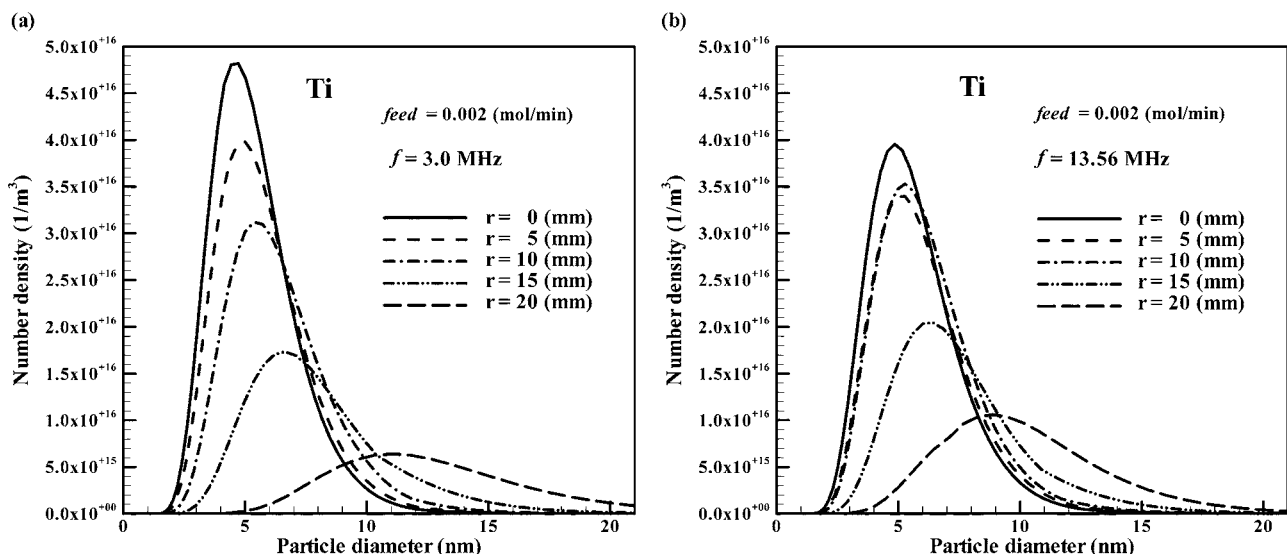 (a)
Number density (1/m³)
5.0x10⁺¹⁶
4.5x10⁺¹⁶
4.0x10⁺¹⁶
3.5x10⁺¹⁶
3.0x10⁺¹⁶
2.5x10⁺¹⁶
2.0x10⁺¹⁶
1.5x10⁺¹⁶
1.0x10⁺¹⁶
5.0x10⁺¹⁵
0.0x10⁺⁰⁰
Ti
feed = 0.002 (mol/min)
f = 3.0 MHz
r = 0 (mm)
r = 5 (mm)
r = 10 (mm)
r = 15 (mm)
r = 20 (mm)
0 5 10 15 20
Particle diameter (nm)
(b)
Number density (1/m³)
5.0x10⁺¹⁶
4.5x10⁺¹⁶
4.0x10⁺¹⁶
3.5x10⁺¹⁶
3.0x10⁺¹⁶
2.5x10⁺¹⁶
2.0x10⁺¹⁶
1.5x10⁺¹⁶
1.0x10⁺¹⁶
5.0x10⁺¹⁵
0.0x10⁺⁰⁰
Ti
feed = 0.002 (mol/min)
f = 13.56 MHz
r = 0 (mm)
r = 5 (mm)
r = 10 (mm)
r = 15 (mm)
r = 20 (mm)
0 5 10 15 20
Particle diameter (nm)